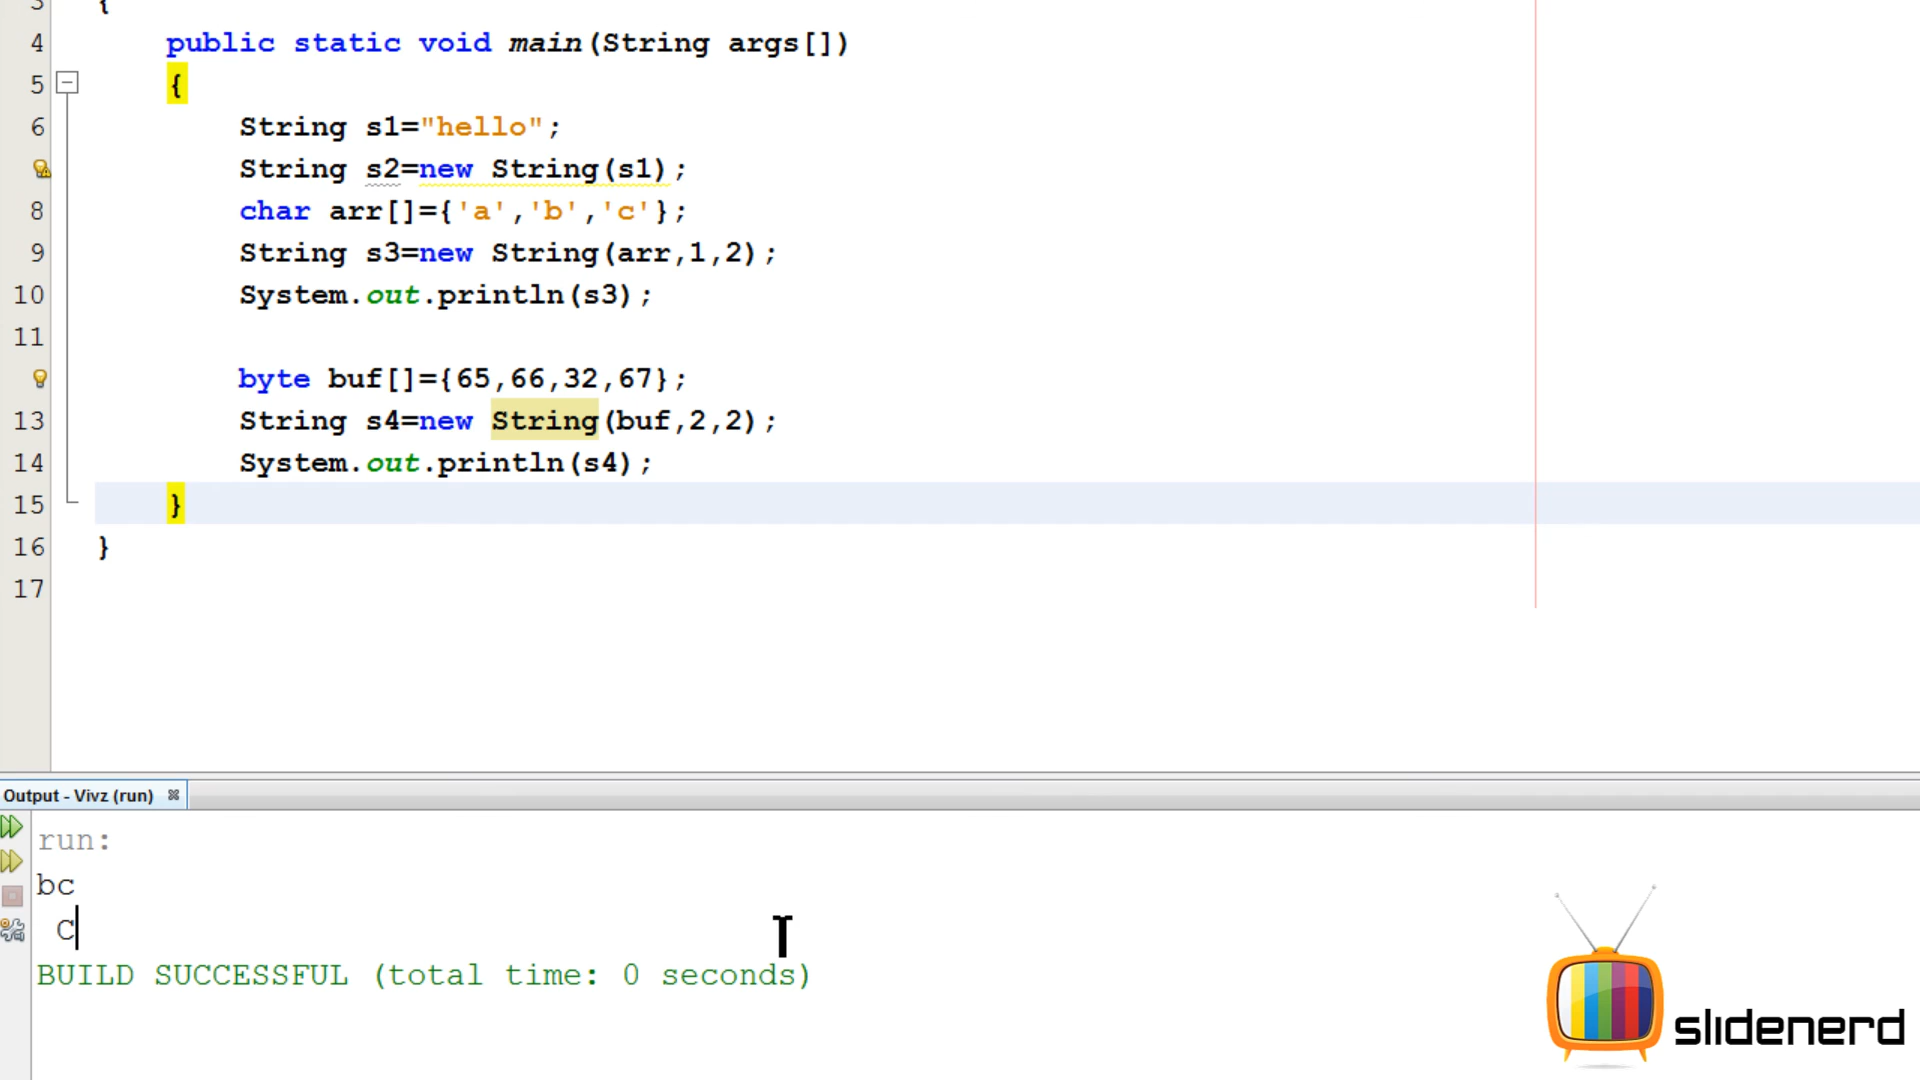 3 {
4 public static void main(String args[])
5 {
6 String s1="hello";
String s2=new String(s1);
8 char arr[]={'a','b','c'};
9 String s3=new String(arr,1,2);
10 System.out.println(s3);
11
byte buf[]={65,66,32,67};
13 String s4=new String(buf,2,2);
14 System.out.println(s4);
15 }
16 }
17
Output - Vivz (run)
run:
bc
C
BUILD SUCCESSFUL (total time: 0 seconds)
slidenerd